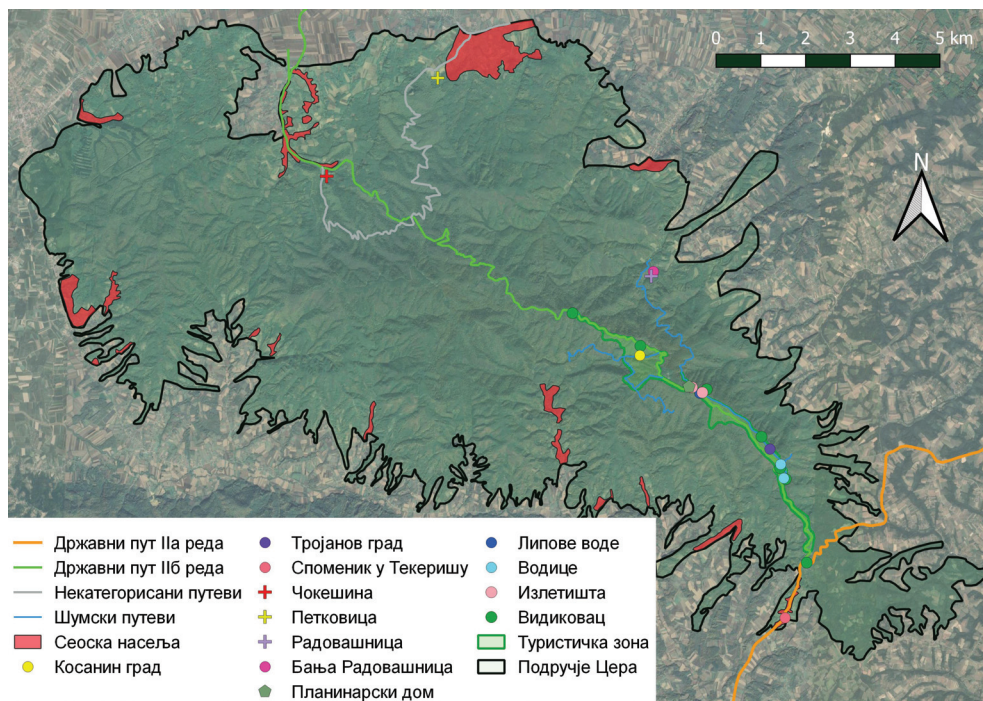 0 1 2 3 4 5 km
N
Државни пут IIа реда
Државни пут IIб реда
Некатегорисани путеви
Шумски путеви
Сеоска насеља
Косанин град
Тројанов град
Споменик у Текеришу
Чокешина
Петковица
Радовашница
Бања Радовашница
Планинарски дом
Липове воде
Водице
Излетишта
Видиковац
Туристичка зона
Подручје Цера